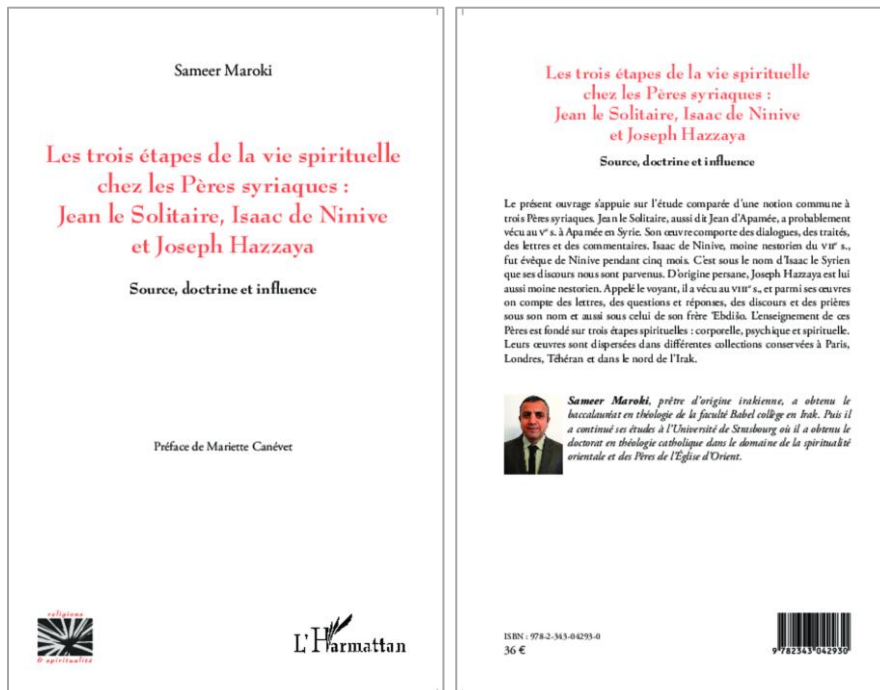 Sameer Maroki
Les trois étapes de la vie spirituelle
chez les Pères syriaques :
Jean le Solitaire, Isaac de Ninive
et Joseph Hazzaya
Source, doctrine et influence
Préface de Mariette Canévet
religions
& spiritualité
L'Harmattan
Les trois étapes de la vie spirituelle
chez les Pères syriaques :
Jean le Solitaire, Isaac de Ninive
et Joseph Hazzaya
Source, doctrine et influence
Le présent ouvrage s'appuie sur l'étude comparée d'une notion commune à
trois Pères syriaques. Jean le Solitaire, aussi dit Jean d'Apamée, a probablement
vécu au Vᵉ s. à Apamée en Syrie. Son œuvre comporte des dialogues, des traités,
des lettres et des commentaires. Isaac de Ninive, moine nestorien du VIIᵉ s.,
fut évêque de Ninive pendant cinq mois. C'est sous le nom d'Isaac le Syrien
que ses discours nous sont parvenus. D'origine persane, Joseph Hazzaya est lui
aussi moine nestorien. Appelé le voyant, il a vécu au VIIIᵉ s., et parmi ses œuvres
on compte des lettres, des questions et réponses, des discours et des prières
sous son nom et aussi sous celui de son frère 'Ebdišo. L'enseignement de ces
Pères est fondé sur trois étapes spirituelles : corporelle, psychique et spirituelle.
Leurs œuvres sont dispersées dans différentes collections conservées à Paris,
Londres, Téhéran et dans le nord de l'Irak.
Sameer Maroki, prêtre d'origine irakienne, a obtenu le
baccalauréat en théologie de la faculté Babel collège en Irak. Puis il
a continué ses études à l'Université de Strasbourg où il a obtenu le
doctorat en théologie catholique dans le domaine de la spiritualité
orientale et des Pères de l'Église d'Orient.
ISBN : 978-2-343-04293-0
36 €
9 782343 042930